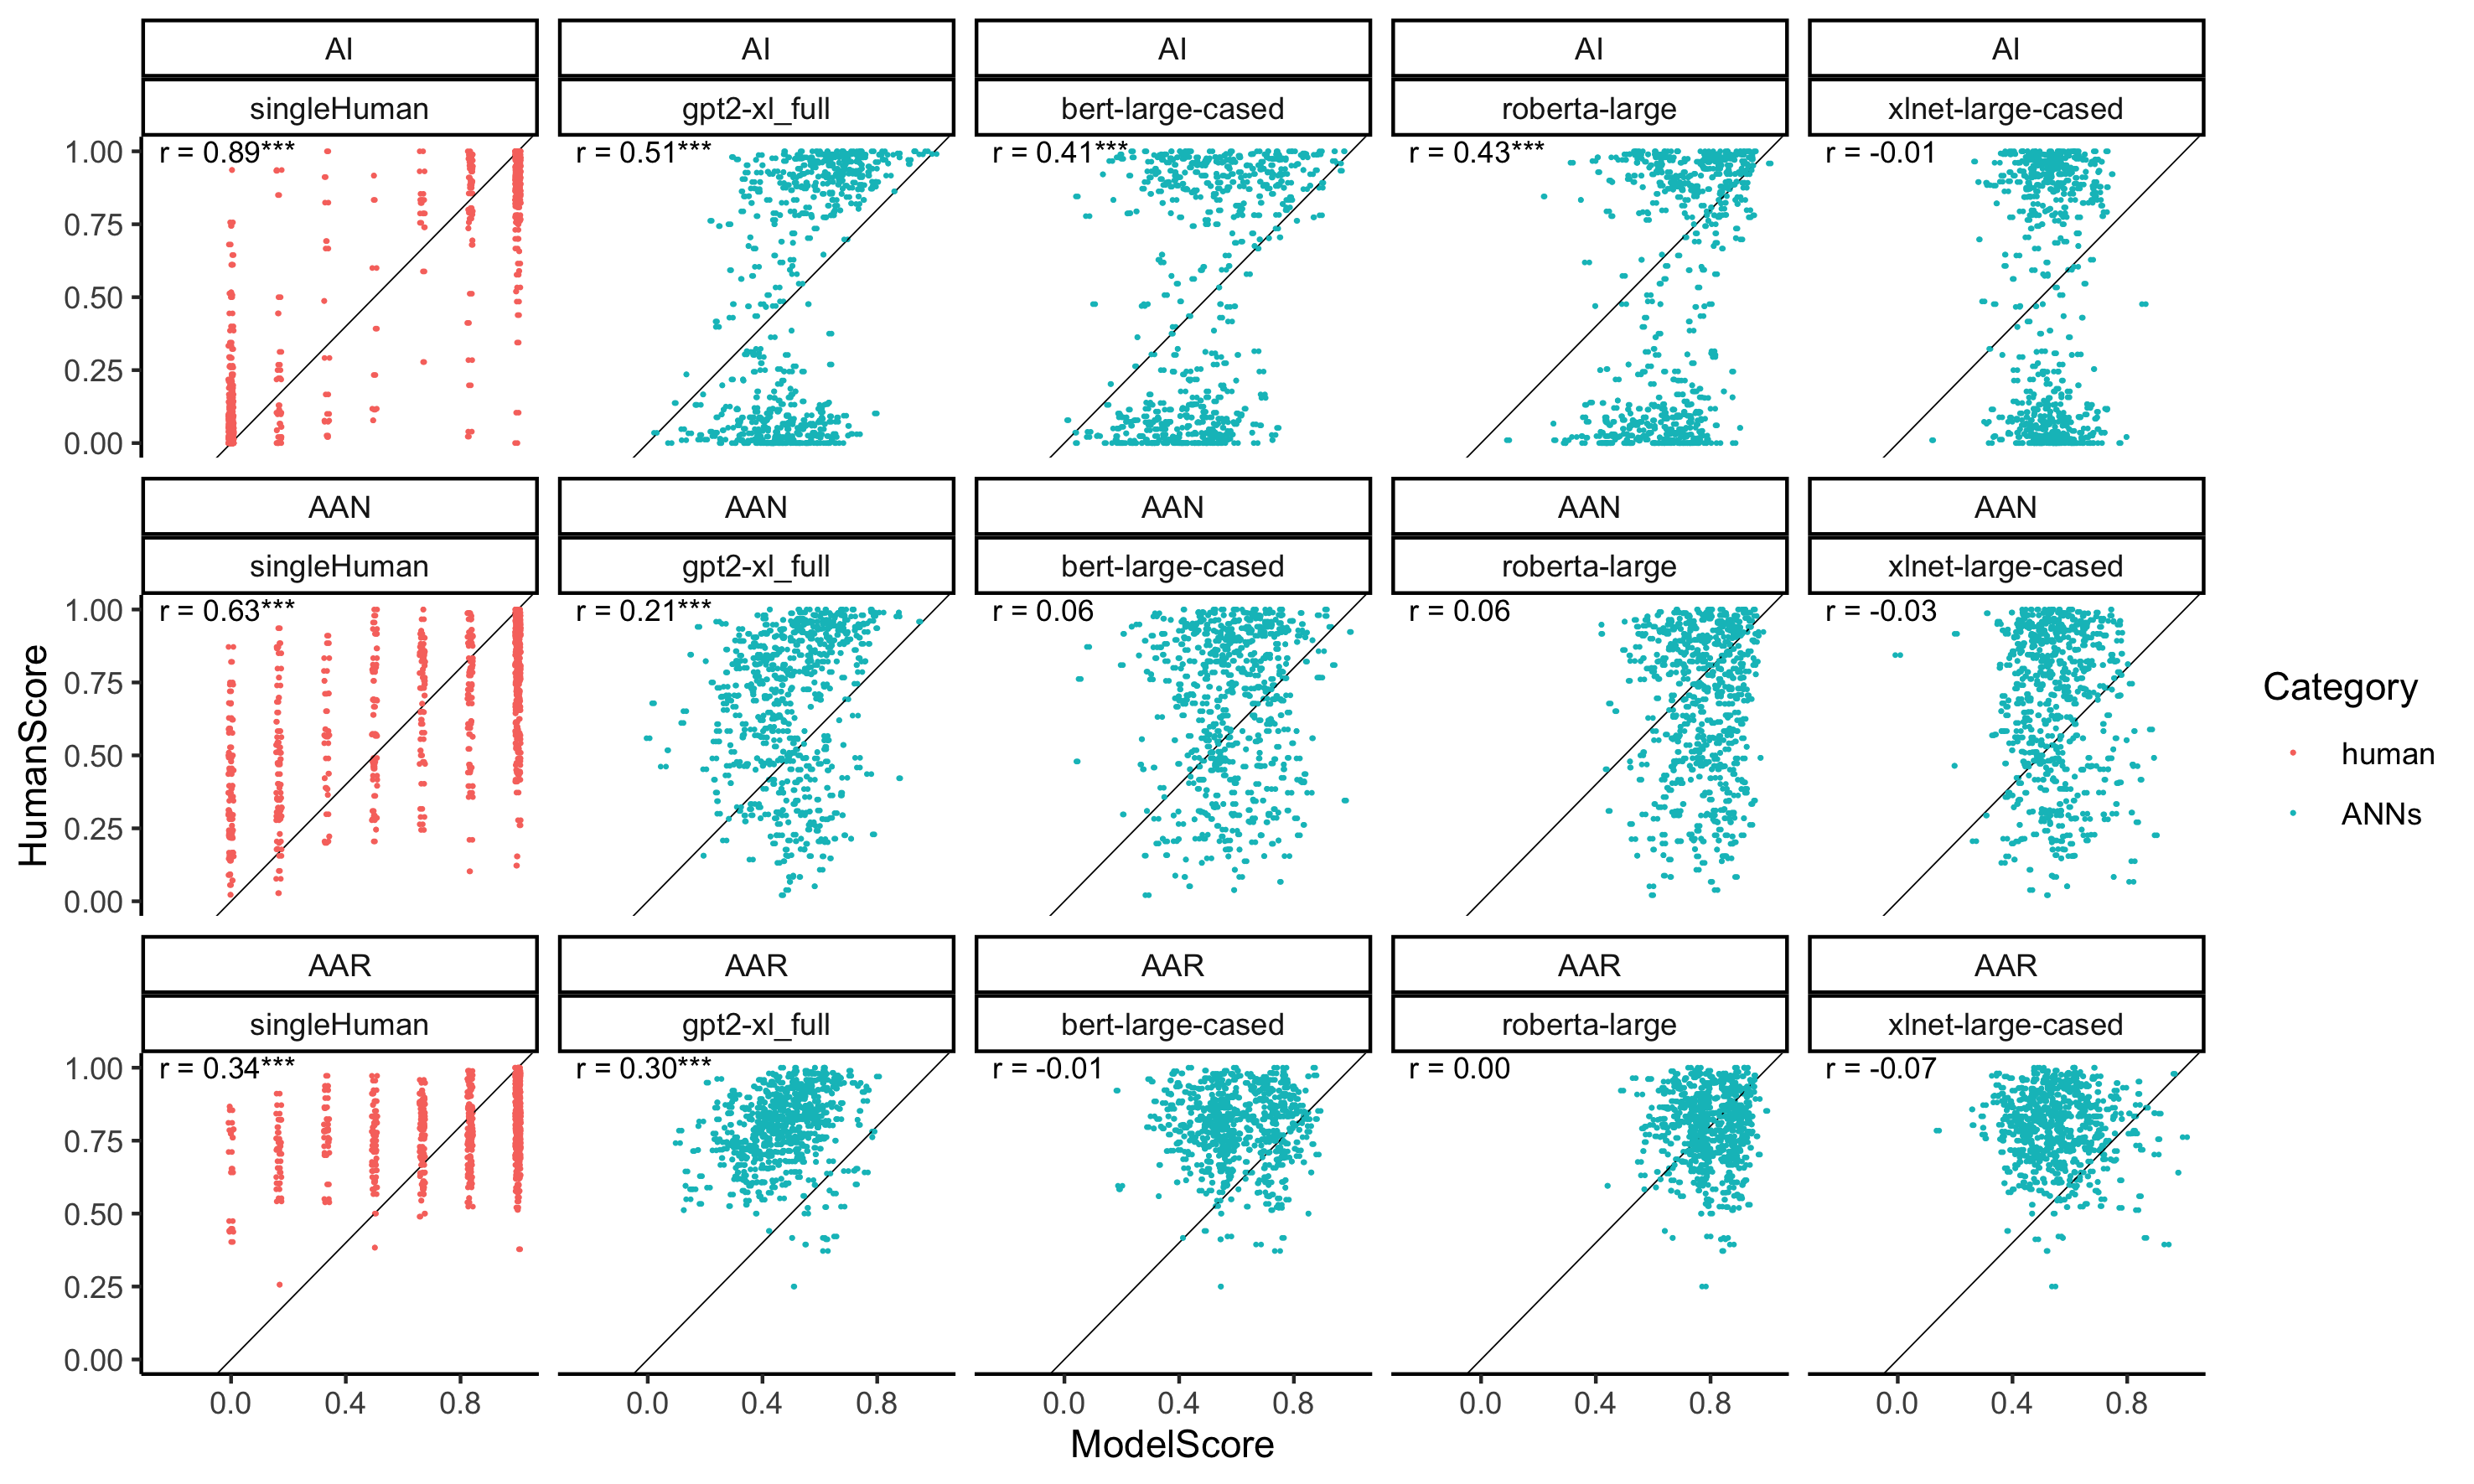 AI AI AI AI AI
singleHuman gpt2-xl_full bert-large-cased roberta-large xlnet-large-cased
r = 0.89*** r = 0.51*** r = 0.41*** r = 0.43*** r = -0.01
1.00
0.75
0.50
0.25
0.00
AAN AAN AAN AAN AAN
singleHuman gpt2-xl_full bert-large-cased roberta-large xlnet-large-cased
r = 0.63*** r = 0.21*** r = 0.06 r = 0.06 r = -0.03
1.00
0.75
0.50
0.25
0.00
HumanScore
AAR AAR AAR AAR AAR
singleHuman gpt2-xl_full bert-large-cased roberta-large xlnet-large-cased
r = 0.34*** r = 0.30*** r = -0.01 r = 0.00 r = -0.07
1.00
0.75
0.50
0.25
0.00
0.0 0.4 0.8 0.0 0.4 0.8 0.0 0.4 0.8 0.0 0.4 0.8 0.0 0.4 0.8
ModelScore
Category
human
ANNs